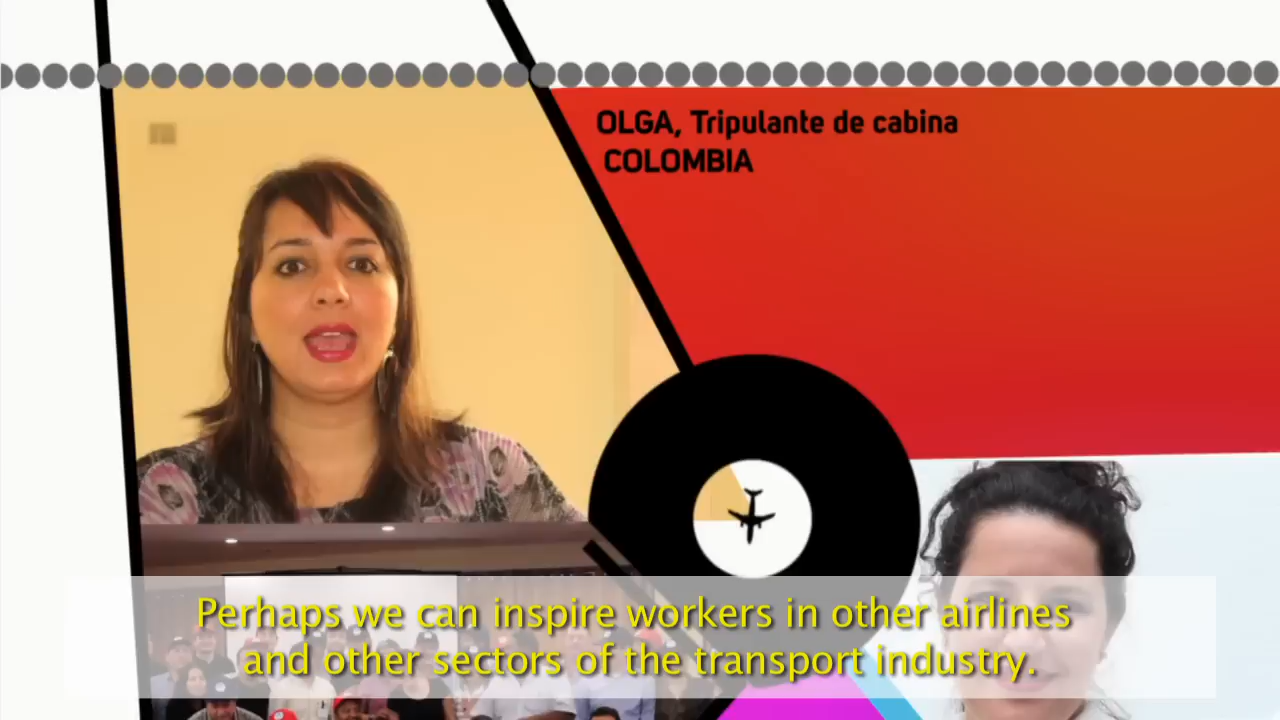 OLGA, Tripulante de cabina
COLOMBIA
Perhaps we can inspire workers in other airlines
and other sectors of the transport industry.